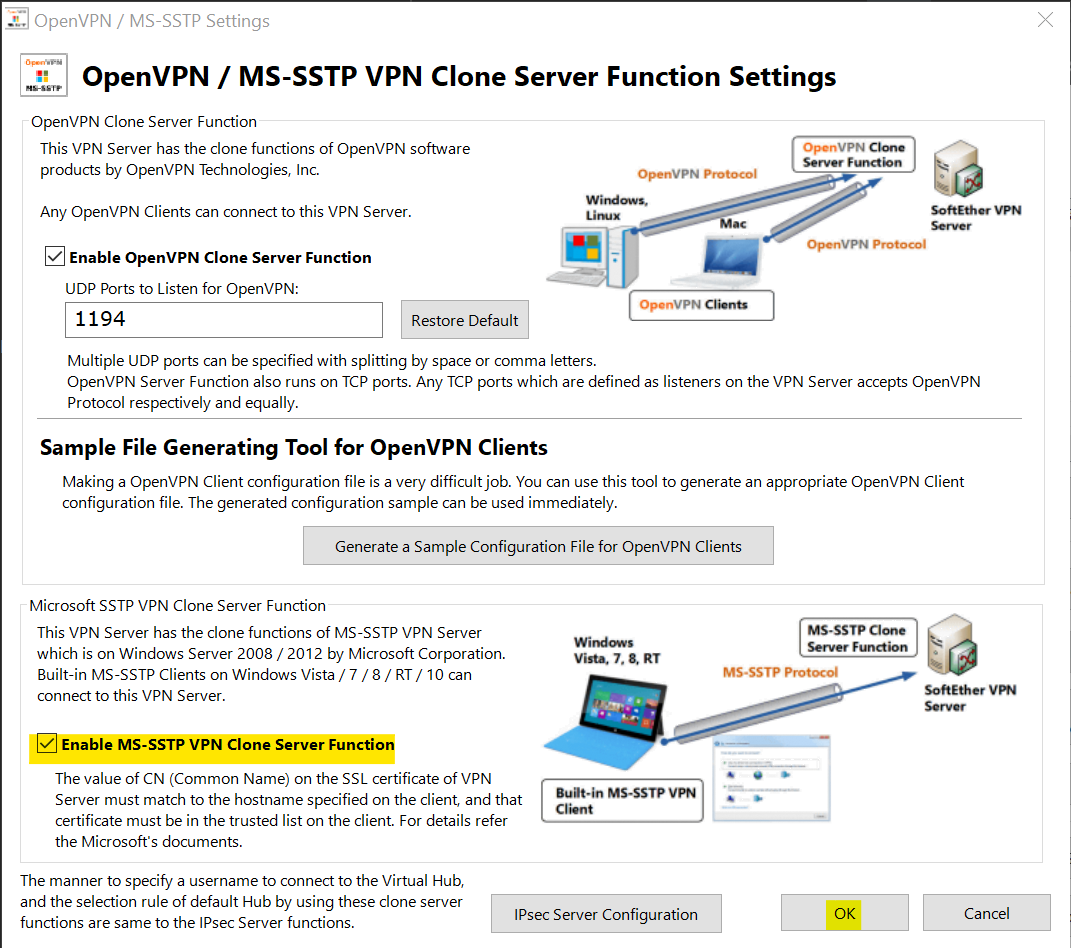 OpenVPN / MS-SSTP Settings
OpenVPN
MS-SSTP
OpenVPN / MS-SSTP VPN Clone Server Function Settings
OpenVPN Clone Server Function
This VPN Server has the clone functions of OpenVPN software
products by OpenVPN Technologies, Inc.
Any OpenVPN Clients can connect to this VPN Server.
Enable OpenVPN Clone Server Function
UDP Ports to Listen for OpenVPN:
1194
Restore Default
OpenVPN Clone
Server Function
OpenVPN Protocol
Windows,
Linux
Mac
SoftEther VPN
Server
OpenVPN Protocol
OpenVPN Clients
Multiple UDP ports can be specified with splitting by space or comma letters.
OpenVPN Server Function also runs on TCP ports. Any TCP ports which are defined as listeners on the VPN Server accepts OpenVPN
Protocol respectively and equally.
Sample File Generating Tool for OpenVPN Clients
Making a OpenVPN Client configuration file is a very difficult job. You can use this tool to generate an appropriate OpenVPN Client
configuration file. The generated configuration sample can be used immediately.
Generate a Sample Configuration File for OpenVPN Clients
Microsoft SSTP VPN Clone Server Function
This VPN Server has the clone functions of MS-SSTP VPN Server
which is on Windows Server 2008 / 2012 by Microsoft Corporation.
Built-in MS-SSTP Clients on Windows Vista / 7 / 8 / RT / 10 can
connect to this VPN Server.
Enable MS-SSTP VPN Clone Server Function
The value of CN (Common Name) on the SSL certificate of VPN
Server must match to the hostname specified on the client, and that
certificate must be in the trusted list on the client. For details refer
the Microsoft's documents.
Windows
Vista, 7, 8, RT
MS-SSTP Clone
Server Function
MS-SSTP Protocol
SoftEther VPN
Server
Built-in MS-SSTP VPN
Client
The manner to specify a username to connect to the Virtual Hub,
and the selection rule of default Hub by using these clone server
functions are same to the IPsec Server functions.
IPsec Server Configuration
OK
Cancel